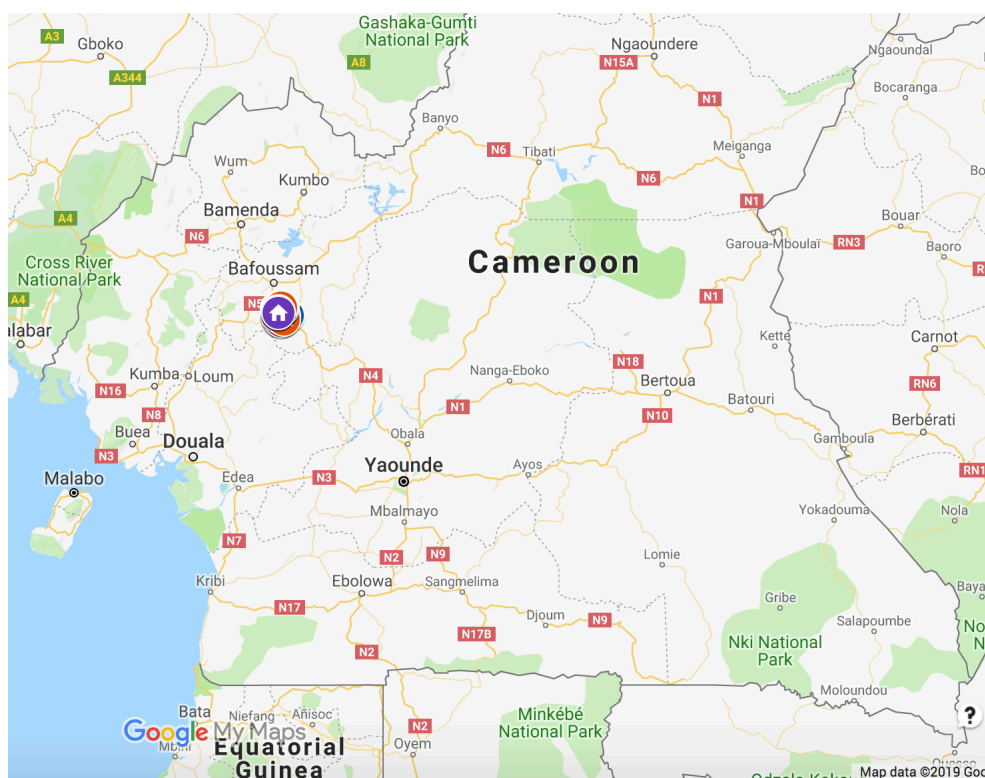 Gashaka-Gumti
National Park
A3
Gboko
A344
A8
Ngaoundere
N15A
Ngaoundal
Bocaranga
N1
Banyo
Meiganga
N6
Tibati
Wum
Kumbo
N6
N1
Bamenda
A4
Bouar
N6
Garoua-Mboulaï
RN3
Baoro
Cross River
National Park
Bafoussam
Cameroon
A4
N5
N1
Carnot
Kette
N18
N4
Nanga-Eboko
Bertoua
RN6
Kumba
Loum
N16
N1
Batouri
N8
N10
Berbérati
Buea
Obala
Gamboula
Douala
N3
Yaounde
Ayos
Malabo
Edea
N3
Mbalmayo
Yokadouma
Nola
N7
N2
N9
Lomie
Kribi
Ebolowa
Sangmelima
N17
Gribe
Djoum
N9
Salapoumbe
N17B
Nki National
Park
N2
Moloundou
Bata
Niefang
Añisoc
Minkébé
National Park
?
Google My Maps
N2
Equatorial
Guinea
Oyem
Map data ©2019